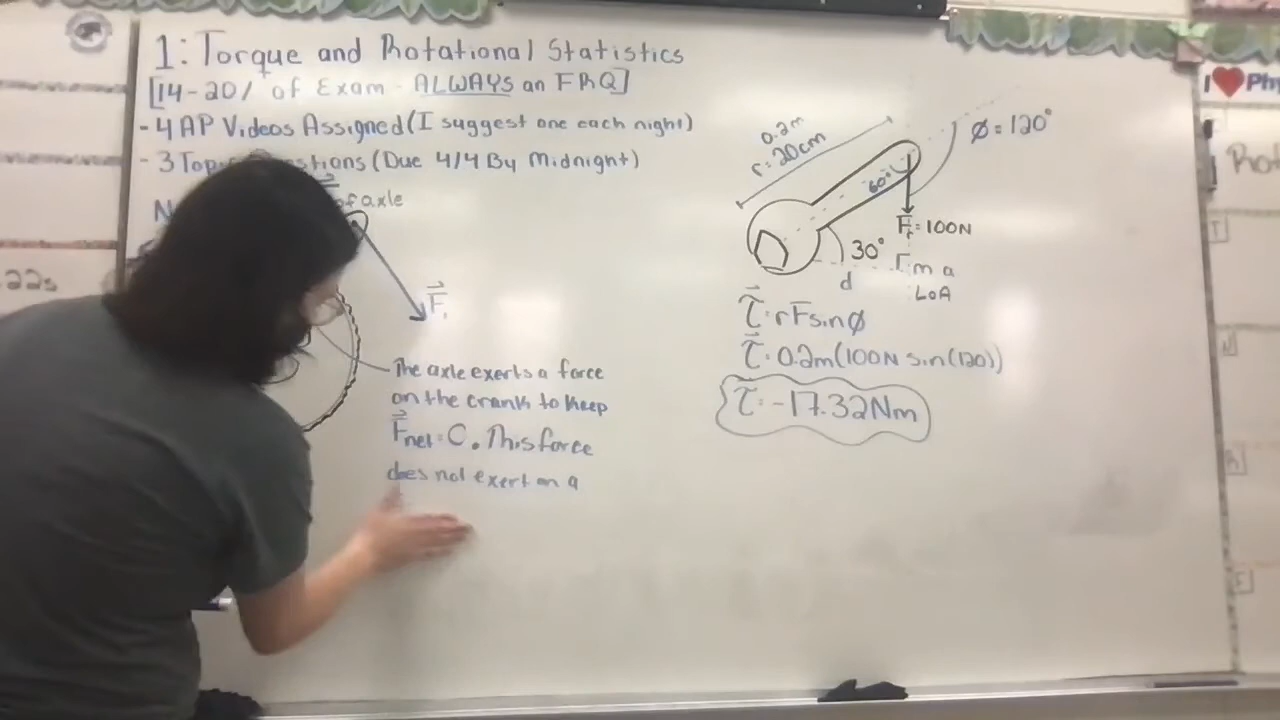 1: Torque and Rotational Statistics
[14-20% of Exam - ALWAYS an FRQ]
- 4 AP Videos Assigned (I suggest one each night)
- 3 Top stions (Due 4/4 By Midnight)
N of axle
F₁
The axle exerts a force
on the crank to keep
Fnet = 0. This force
does not exert on a
0.2m
r = 20cm
ø = 120°
60°
F = 100N
30°
m a
d
LoA
τ = rFsinø
τ = 0.2m(100N sin(120))
τ = -17.32Nm
.22s
I ❤ Phy
Rot
T
N